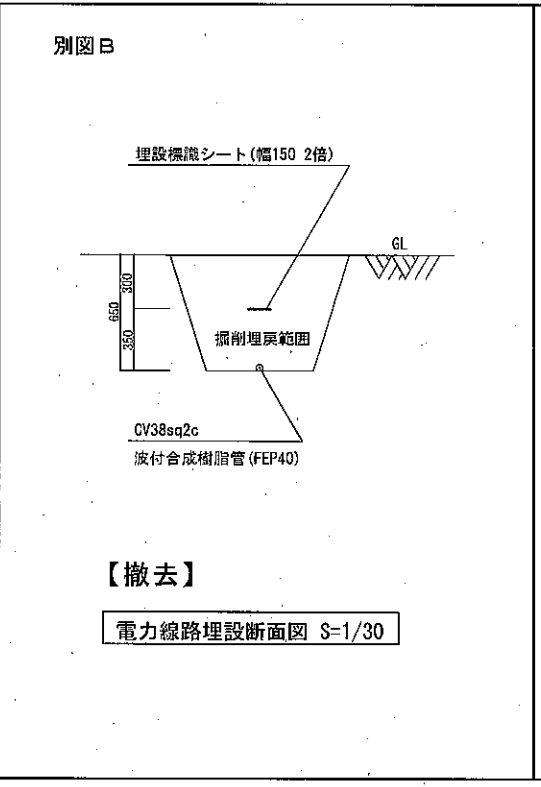 別図B
埋設標識シート(幅150 2倍)
GL
300
650
350
掘削埋戻範囲
CV38sq2c
波付合成樹脂管(FEP40)
【撤去】
電力線路埋設断面図 S=1/30